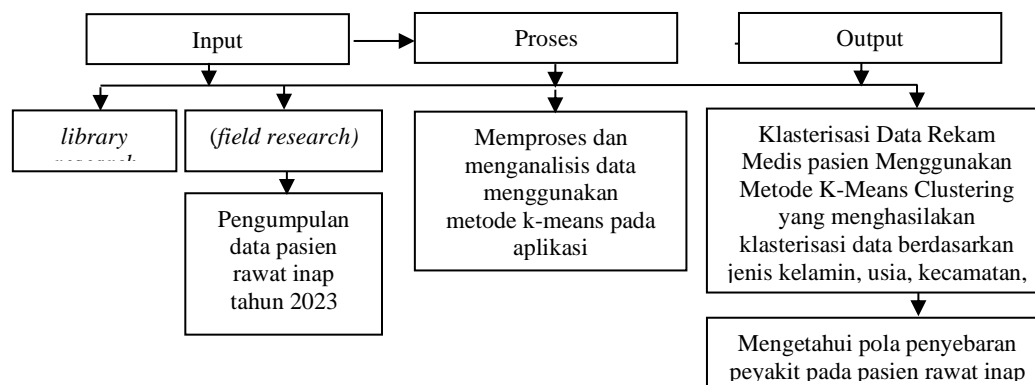 Input
Proses
Output
library
(field research)
Pengumpulan
data pasien
rawat inap
tahun 2023
Memproses dan
menganalisis data
menggunakan
metode k-means pada
aplikasi
Klasterisasi Data Rekam
Medis pasien Menggunakan
Metode K-Means Clustering
yang menghasilakan
klasterisasi data berdasarkan
jenis kelamin, usia, kecamatan,
Mengetahui pola penyebaran
peyakit pada pasien rawat inap